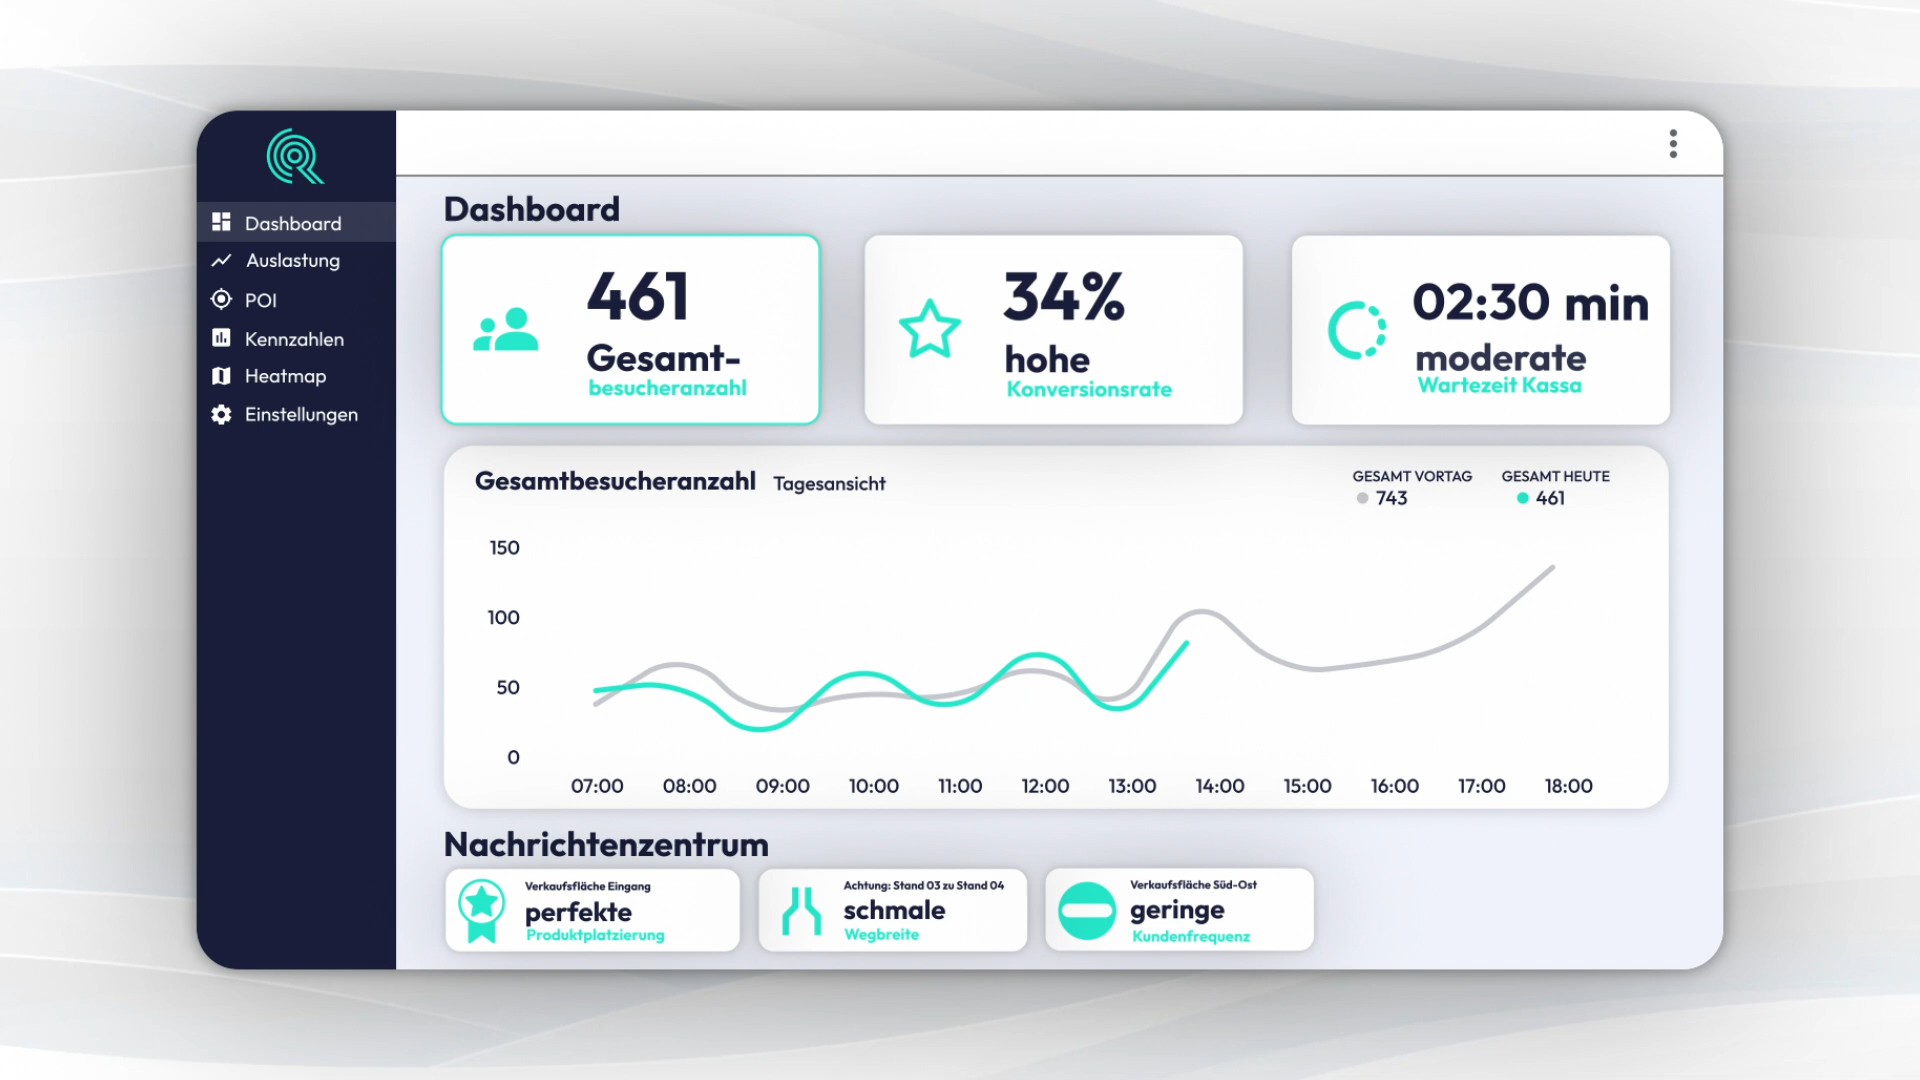 Dashboard
Auslastung
POI
Kennzahlen
Heatmap
Einstellungen
Dashboard
461
Gesamt-
besucheranzahl
34%
hohe
Konversionsrate
02:30 min
moderate
Wartezeit Kassa
Gesamtbesucheranzahl Tagesansicht
GESAMT VORTAG GESAMT HEUTE
743 461
150
100
50
0
07:00 08:00 09:00 10:00 11:00 12:00 13:00 14:00 15:00 16:00 17:00 18:00
Nachrichtenzentrum
Verkaufsfläche Eingang
perfekte
Produktplatzierung
Achtung: Stand 03 zu Stand 04
schmale
Wegbreite
Verkaufsfläche Süd-Ost
geringe
Kundenfrequenz